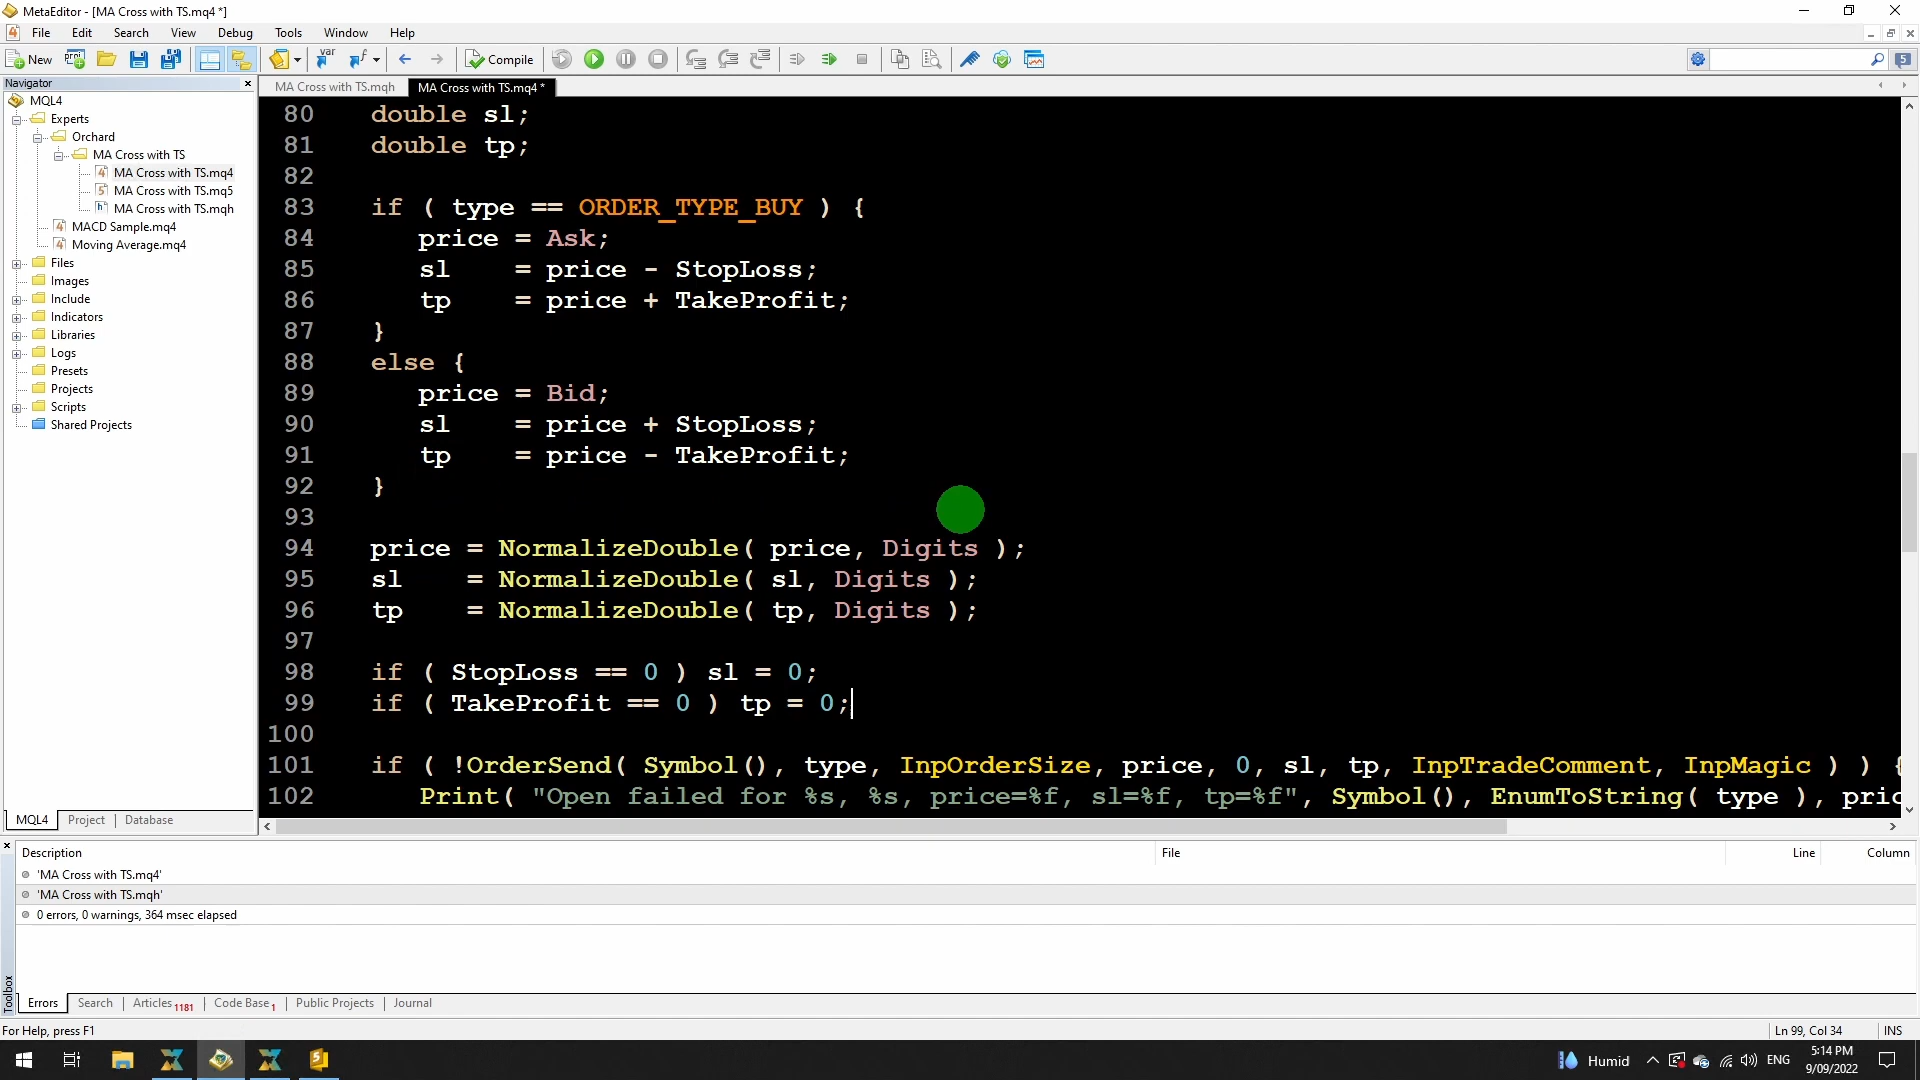 MetaEditor - [MA Cross with TS.mq4 *]
File Edit Search View Debug Tools Window Help
New Compile
Navigator
MA Cross with TS.mqh MA Cross with TS.mq4 *
MQL4
Experts
Orchard
MA Cross with TS
MA Cross with TS.mq4
MA Cross with TS.mq5
MA Cross with TS.mqh
MACD Sample.mq4
Moving Average.mq4
Files
Images
Include
Indicators
Libraries
Logs
Presets
Projects
Scripts
Shared Projects
MQL4 Project Database
80 double sl;
81 double tp;
82
83 if ( type == ORDER_TYPE_BUY ) {
84 price = Ask;
85 sl = price - StopLoss;
86 tp = price + TakeProfit;
87 }
88 else {
89 price = Bid;
90 sl = price + StopLoss;
91 tp = price - TakeProfit;
92 }
93
94 price = NormalizeDouble( price, Digits );
95 sl = NormalizeDouble( sl, Digits );
96 tp = NormalizeDouble( tp, Digits );
97
98 if ( StopLoss == 0 ) sl = 0;
99 if ( TakeProfit == 0 ) tp = 0;
100
101 if ( !OrderSend( Symbol(), type, InpOrderSize, price, 0, sl, tp, InpTradeComment, InpMagic ) ) {
102 Print( "Open failed for %s, %s, price=%f, sl=%f, tp=%f", Symbol(), EnumToString( type ), pric
Description File Line Column
'MA Cross with TS.mq4'
'MA Cross with TS.mqh'
0 errors, 0 warnings, 364 msec elapsed
Toolbox
Errors Search Articles 1181 Code Base 1 Public Projects Journal
For Help, press F1 Ln 99, Col 34 INS
Humid ENG 5:14 PM
9/09/2022